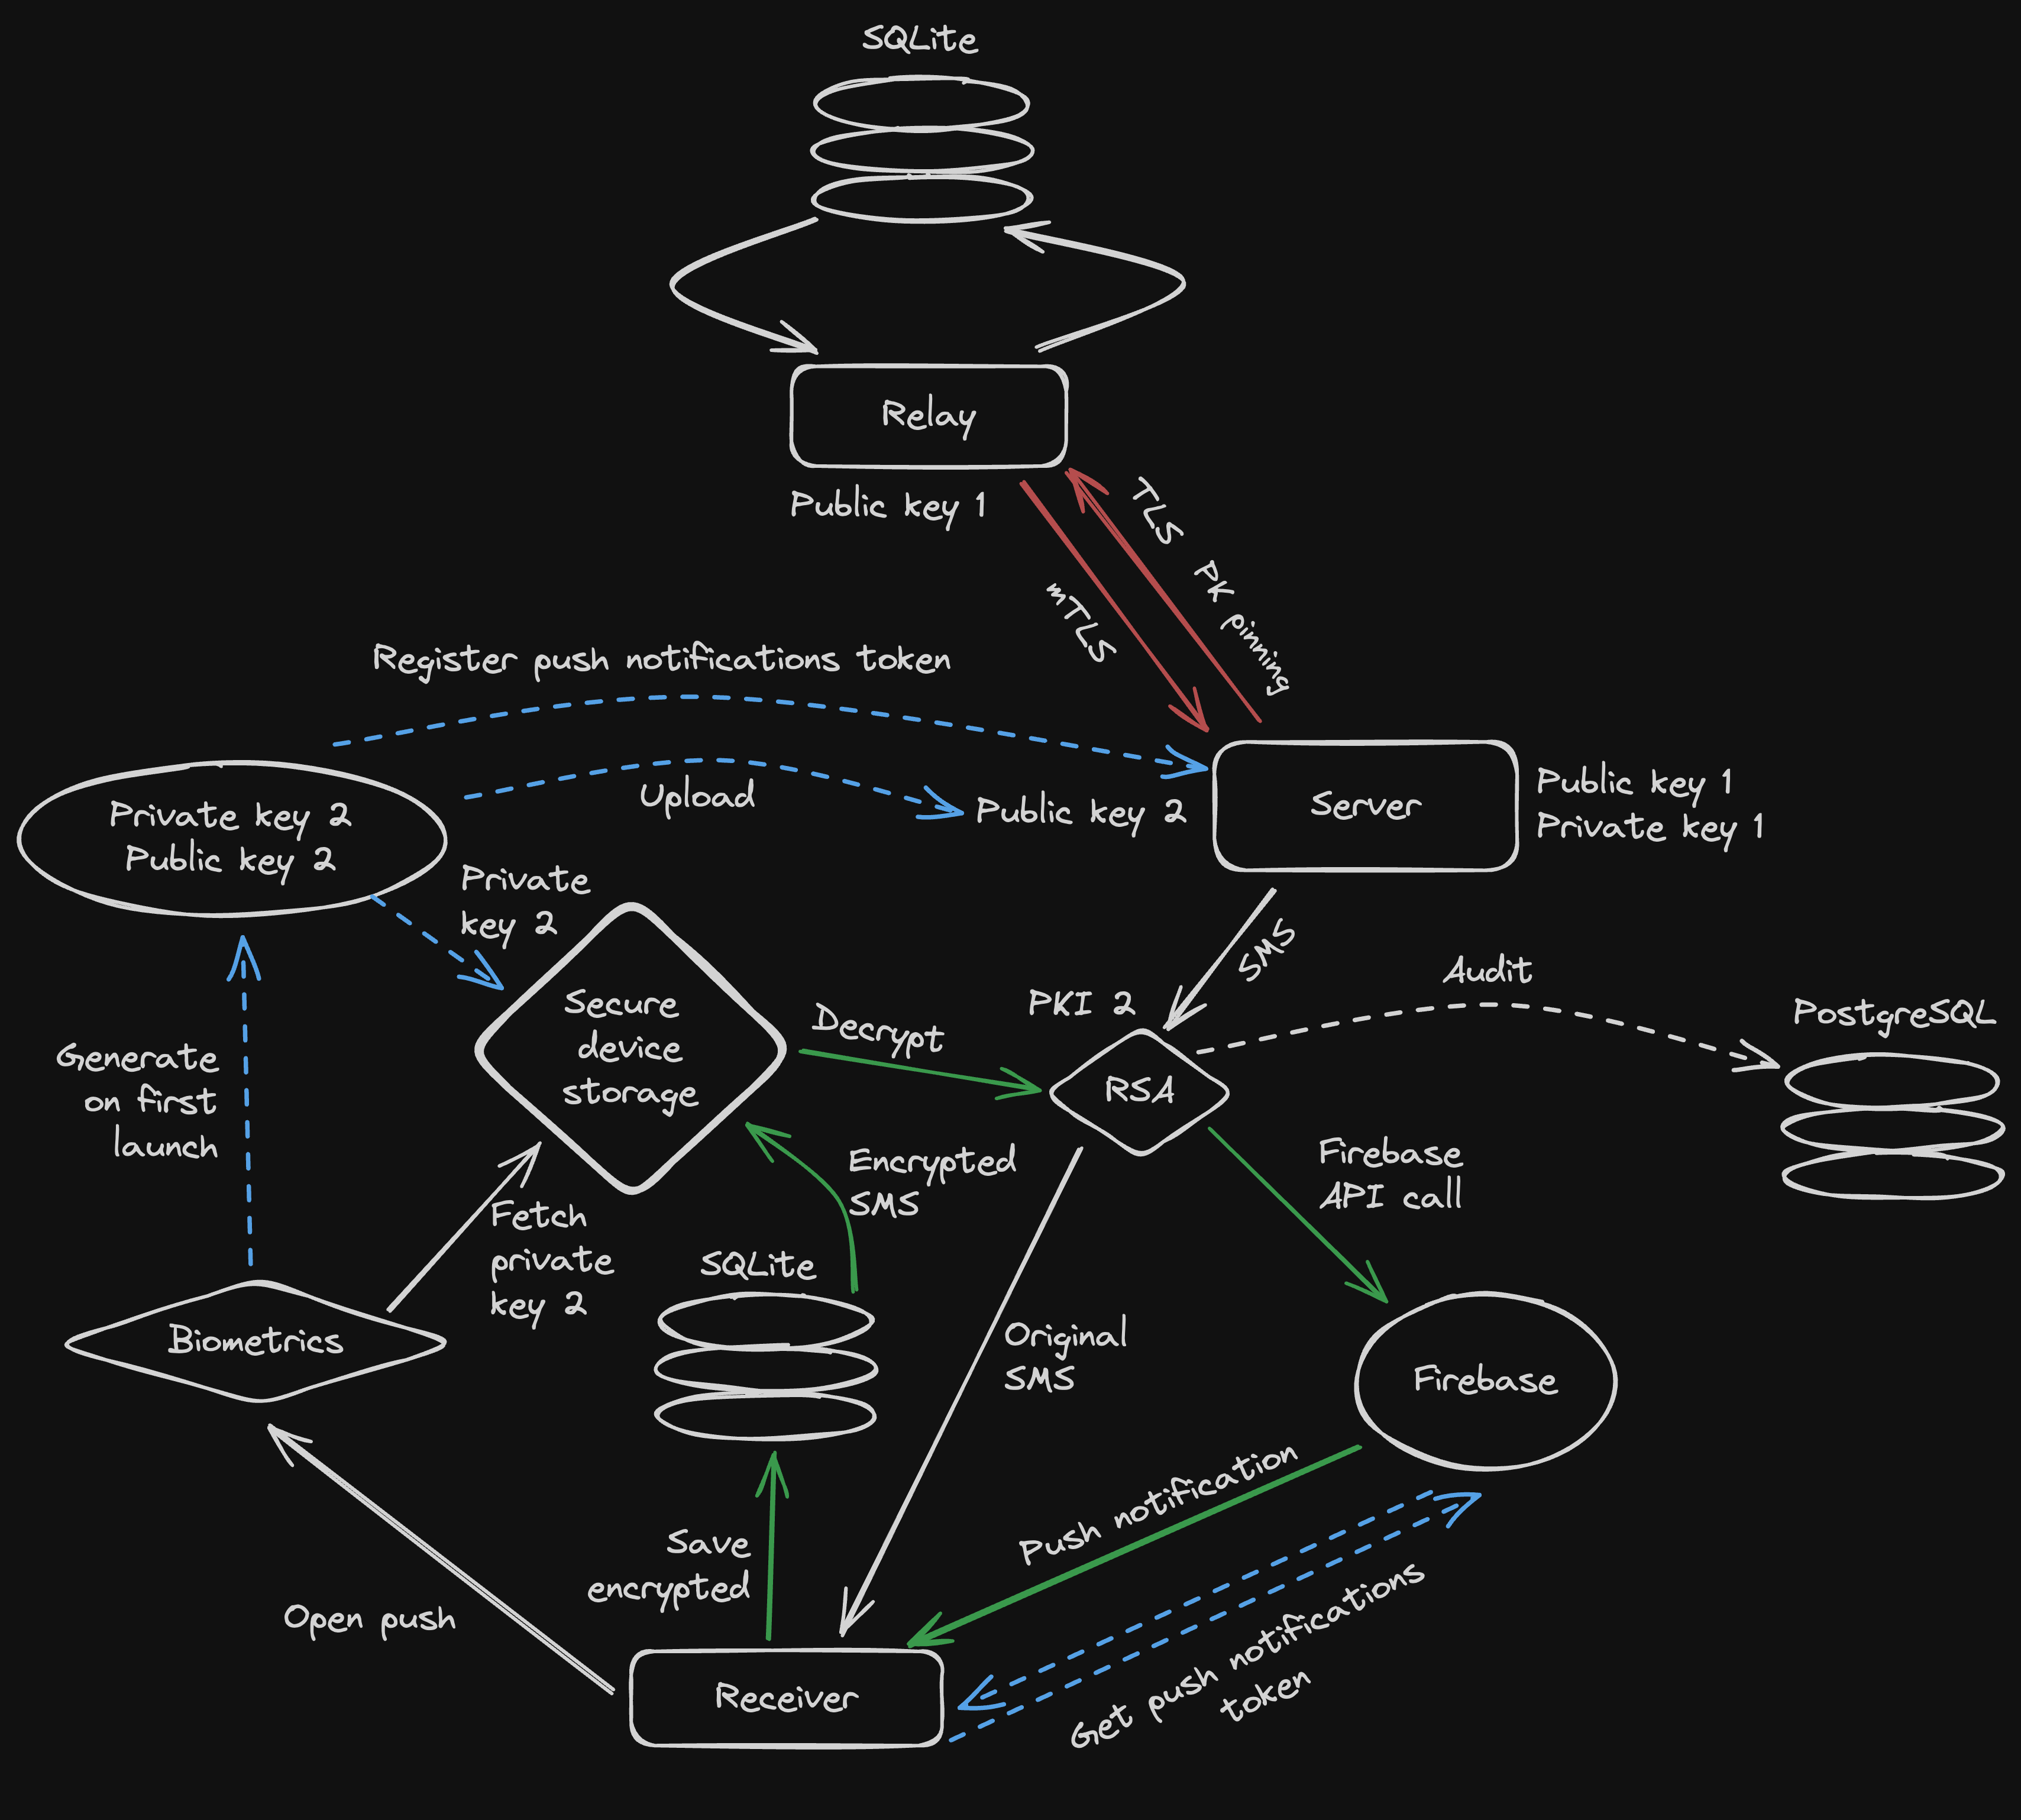 SQLite
Relay
Public key 1
TLS PK pinning
mTLS
Register push notifications token
Upload
Public key 2
Server
Public key 1
Private key 1
Private key 2
Public key 2
Private
key 2
SMS
Secure
device
storage
Decrypt
PKI 2
RSA
Audit
PostgreSQL
Generate
on first
launch
Encrypted
SMS
Firebase
API call
Fetch
private
key 2
SQLite
Biometrics
Original
SMS
Firebase
Push notification
Save
encrypted
Open push
Get push notifications
token
Receiver